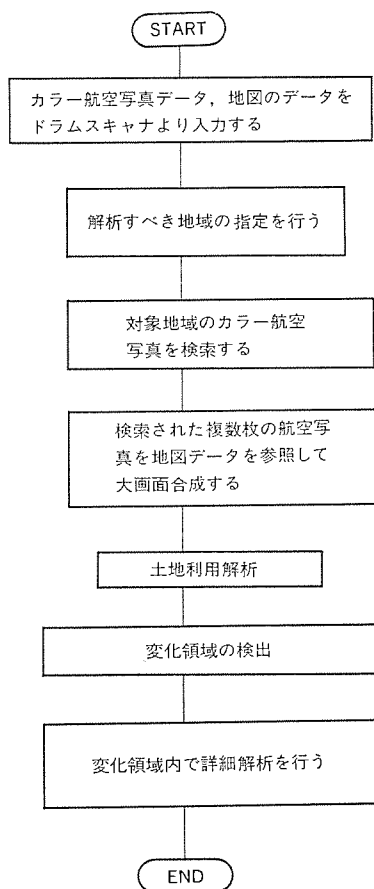 START
カラー航空写真データ，地図のデータを
ドラムスキャナより入力する
解析すべき地域の指定を行う
対象地域のカラー航空
写真を検索する
検索された複数枚の航空写
真を地図データを参照して
大画面合成する
土地利用解析
変化領域の検出
変化領域内で詳細解析を行う
END